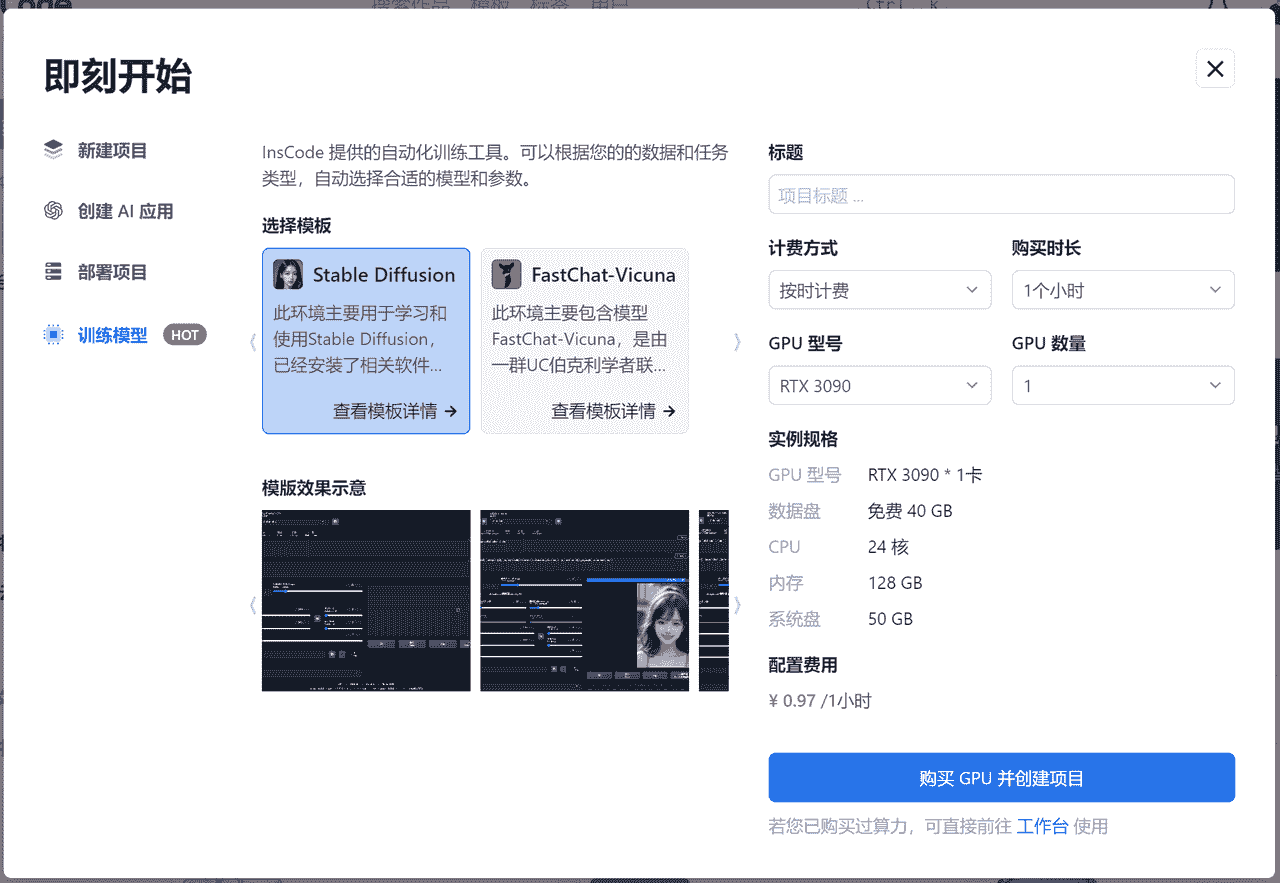 即刻开始
新建项目
创建 AI 应用
部署项目
训练模型 HOT
InsCode 提供的自动化训练工具。可以根据您的的数据和任务
类型，自动选择合适的模型和参数。
选择模板
Stable Diffusion
此环境主要用于学习和
使用Stable Diffusion，
已经安装了相关软件...
查看模板详情
FastChat-Vicuna
此环境主要包含模型
FastChat-Vicuna，是由
一群UC伯克利学者联...
查看模板详情
模版效果示意
标题
项目标题 ...
计费方式
购买时长
按时计费
1个小时
GPU 型号
GPU 数量
RTX 3090
1
实例规格
GPU 型号 RTX 3090 * 1卡
数据盘 免费 40 GB
CPU 24 核
内存 128 GB
系统盘 50 GB
配置费用
¥ 0.97 /1小时
购买 GPU 并创建项目
若您已购买过算力，可直接前往 工作台 使用